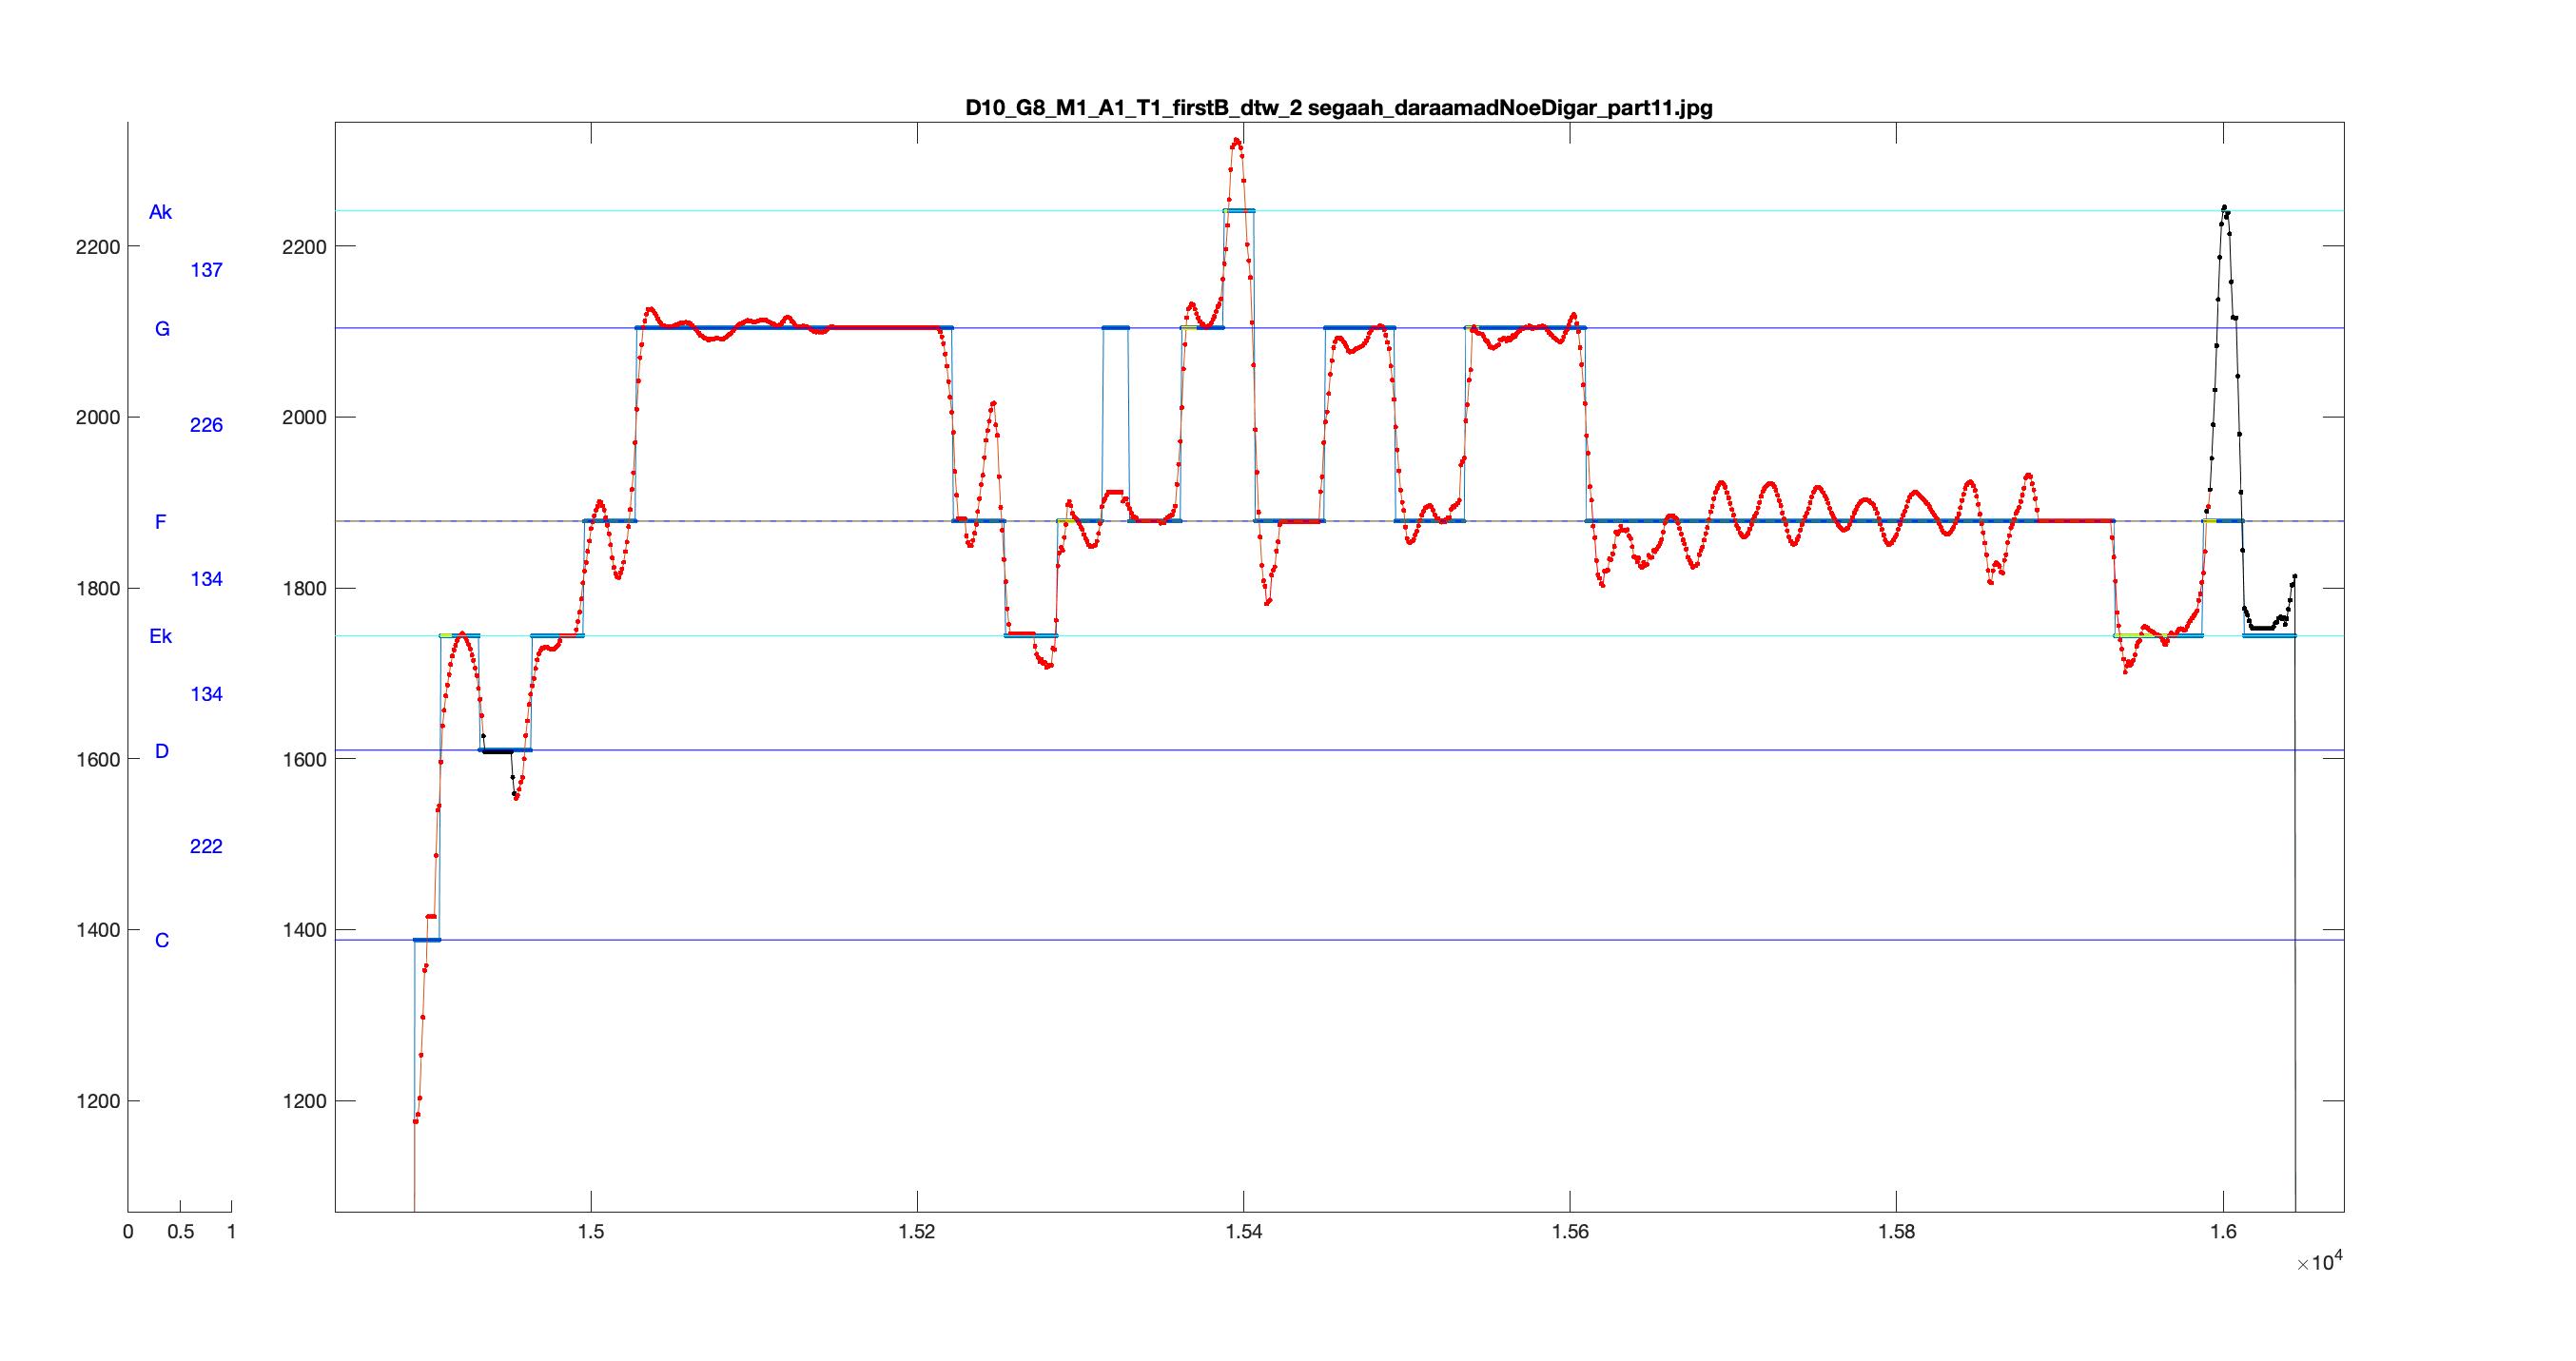 D10_G8_M1_A1_T1_firstB_dtw_2 segaah_daraamadNoeDigar_part11.jpg
Ak
2200 2200
137
G
2000 226 2000
F
1800 134 1800
Ek
134
D
1600 1600
222
C
1400 1400
1200 1200
0 0.5 1 1.5 1.52 1.54 1.56 1.58 1.6
×10^4